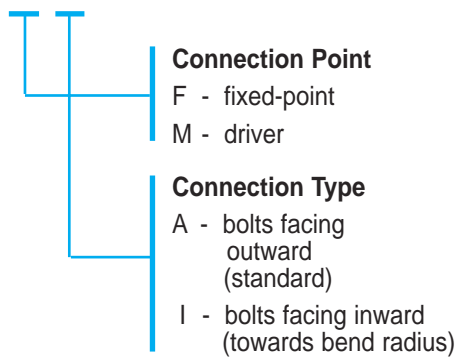 Connection Point
F - fixed-point
M - driver
Connection Type
A - bolts facing
outward
(standard)
I - bolts facing inward
(towards bend radius)